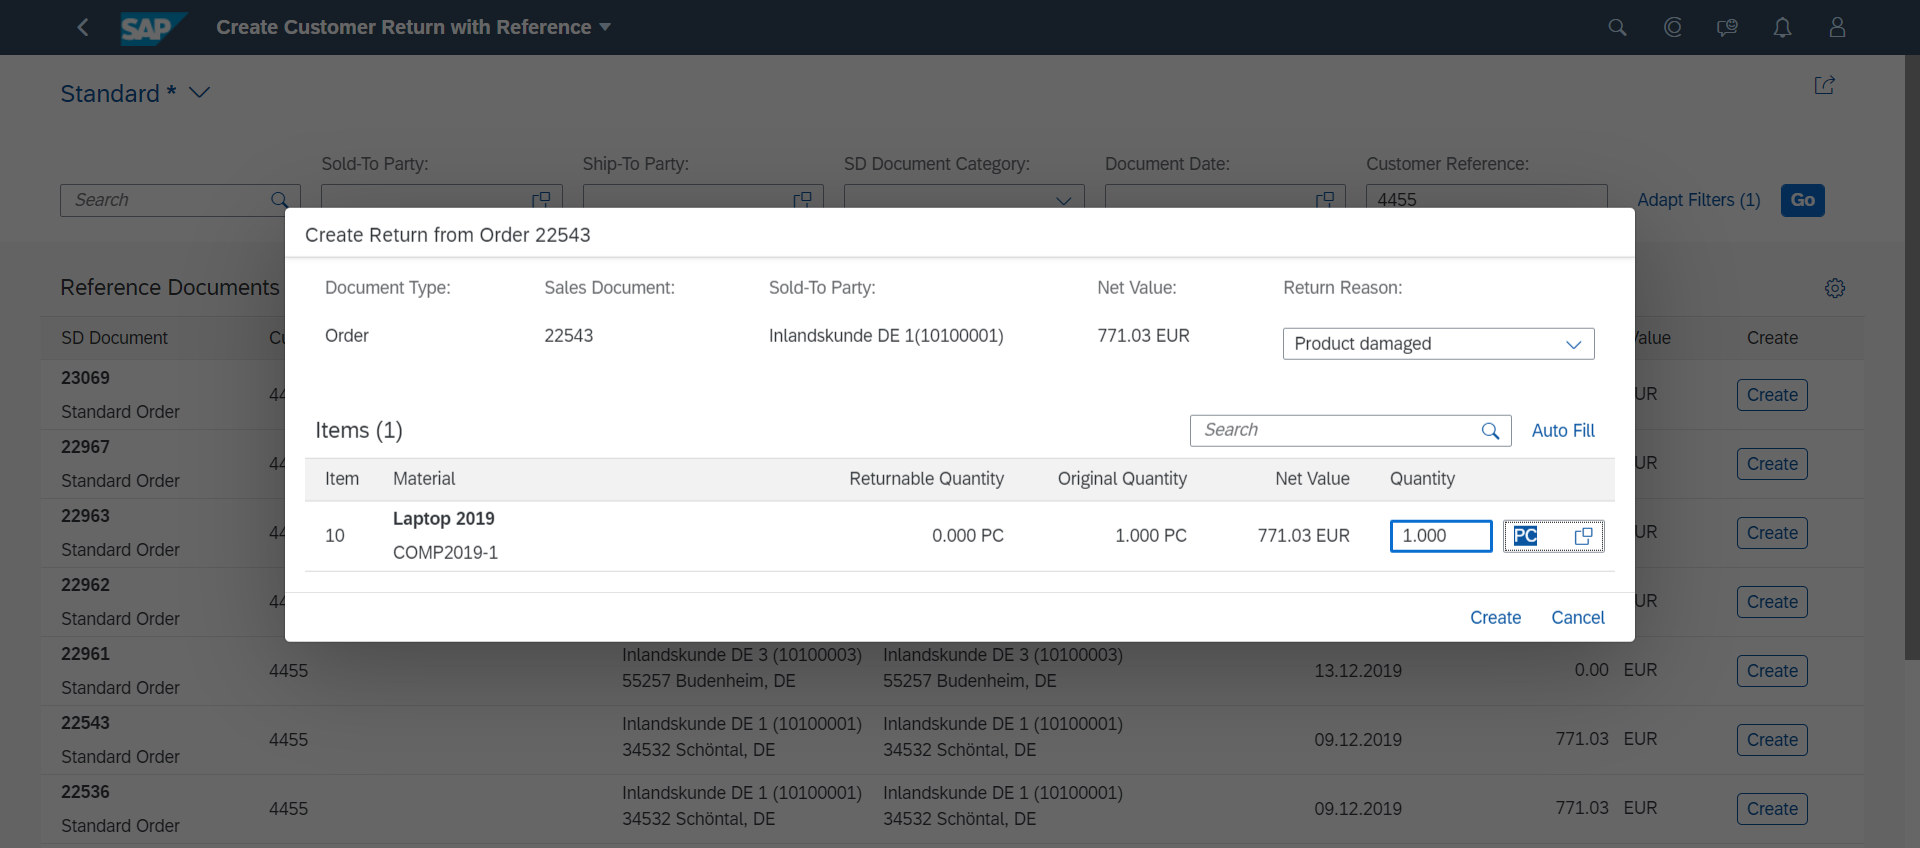 SAP Create Customer Return with Reference
Standard *
Sold-To Party: Ship-To Party: SD Document Category: Document Date: Customer Reference:
Search 4455 Adapt Filters (1) Go
Create Return from Order 22543
Document Type: Sales Document: Sold-To Party: Net Value: Return Reason:
Order 22543 Inlandskunde DE 1(10100001) 771.03 EUR Product damaged
Items (1) Search Auto Fill
Item Material Returnable Quantity Original Quantity Net Value Quantity
10 Laptop 2019 0.000 PC 1.000 PC 771.03 EUR 1.000 PC
COMP2019-1
Create Cancel
Reference Documents
SD Document Create
23069
Standard Order Create
22967
Standard Order Create
22963
Standard Order Create
22962
Standard Order Create
22961 Inlandskunde DE 3 (10100003) Inlandskunde DE 3 (10100003)
4455 13.12.2019 0.00 EUR Create
Standard Order 55257 Budenheim, DE 55257 Budenheim, DE
22543 Inlandskunde DE 1 (10100001) Inlandskunde DE 1 (10100001)
4455 09.12.2019 771.03 EUR Create
Standard Order 34532 Schöntal, DE 34532 Schöntal, DE
22536 Inlandskunde DE 1 (10100001) Inlandskunde DE 1 (10100001)
4455 09.12.2019 771.03 EUR Create
Standard Order 34532 Schöntal, DE 34532 Schöntal, DE